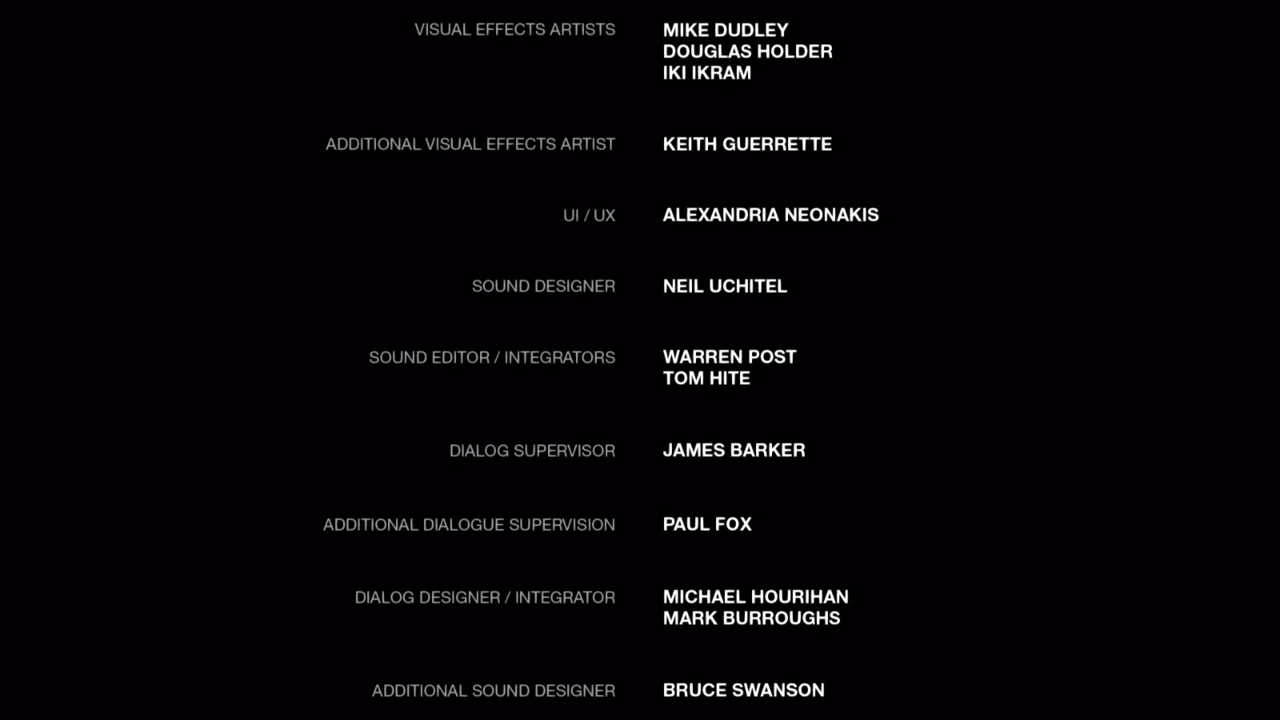 VISUAL EFFECTS ARTISTS MIKE DUDLEY
DOUGLAS HOLDER
IKI IKRAM
ADDITIONAL VISUAL EFFECTS ARTIST KEITH GUERRETTE
UI / UX ALEXANDRIA NEONAKIS
SOUND DESIGNER NEIL UCHITEL
SOUND EDITOR / INTEGRATORS WARREN POST
TOM HITE
DIALOG SUPERVISOR JAMES BARKER
ADDITIONAL DIALOGUE SUPERVISION PAUL FOX
DIALOG DESIGNER / INTEGRATOR MICHAEL HOURIHAN
MARK BURROUGHS
ADDITIONAL SOUND DESIGNER BRUCE SWANSON